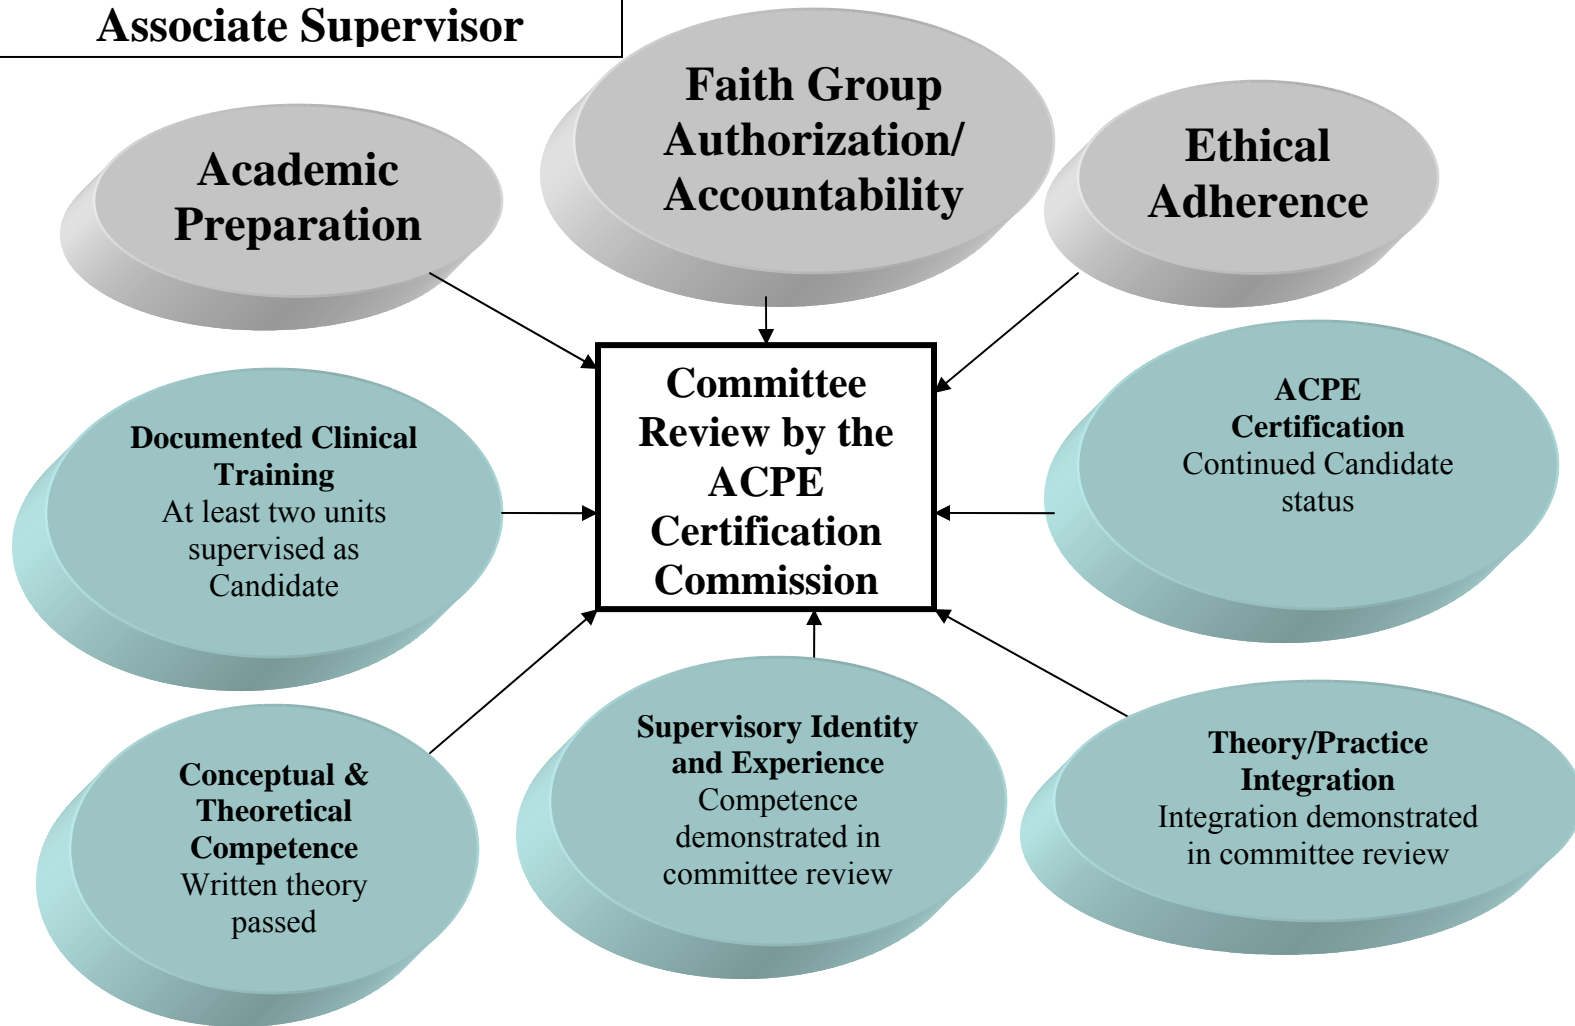 Associate Supervisor
Faith Group
Authorization/
Accountability
Academic
Preparation
Ethical
Adherence
Committee
Review by the
ACPE
Certification
Commission
Documented Clinical
Training
At least two units
supervised as
Candidate
ACPE
Certification
Continued Candidate
status
Conceptual &
Theoretical
Competence
Written theory
passed
Supervisory Identity
and Experience
Competence
demonstrated in
committee review
Theory/Practice
Integration
Integration demonstrated
in committee review